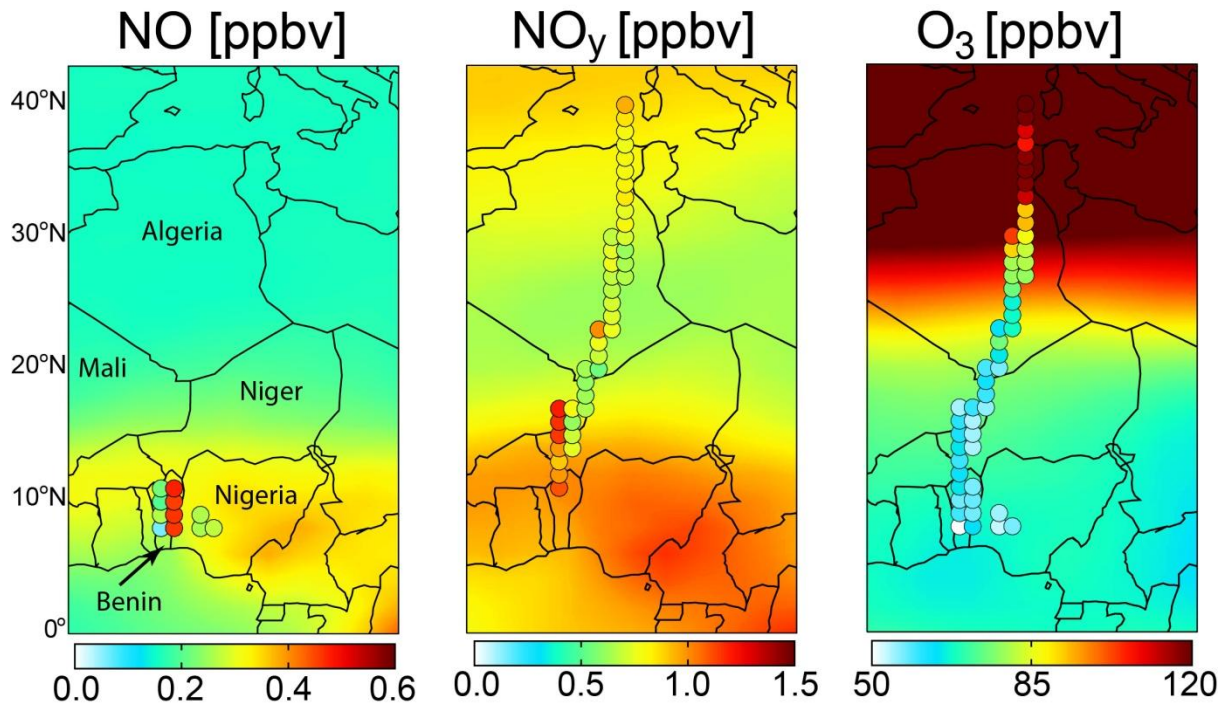 NO [ppbv]
NOy [ppbv]
O3 [ppbv]
40°N
30°N
20°N
10°N
0°
Algeria
Mali
Niger
Nigeria
Benin
0.0 0.2 0.4 0.6
0.0 0.5 1.0 1.5
50 85 120